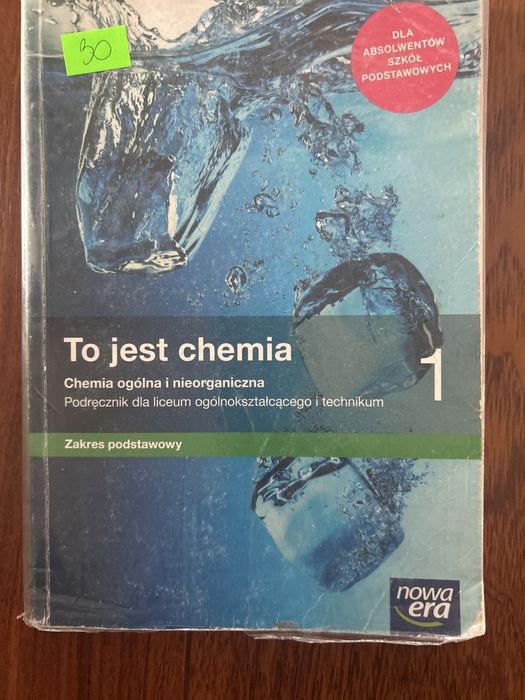 30
DLA
ABSOLWENTÓW
SZKÓŁ
PODSTAWOWYCH
To jest chemia
1
Chemia ogólna i nieorganiczna
Podręcznik dla liceum ogólnokształcącego i technikum
Zakres podstawowy
nowa
era